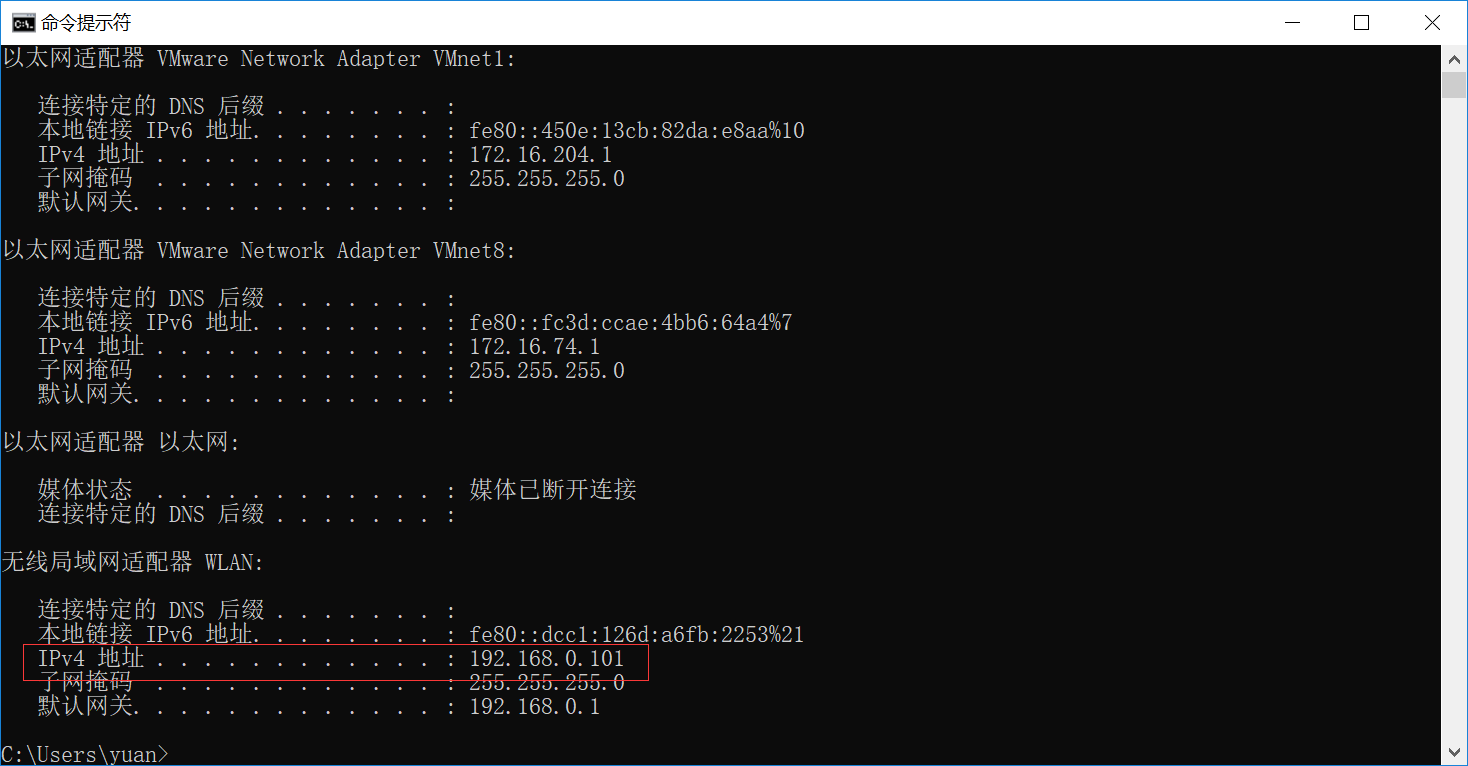 命令提示符
以太网适配器 VMware Network Adapter VMnet1:
连接特定的 DNS 后缀 . . . . . . . :
本地链接 IPv6 地址. . . . . . . . : fe80::450e:13cb:82da:e8aa%10
IPv4 地址 . . . . . . . . . . . . : 172.16.204.1
子网掩码  . . . . . . . . . . . . : 255.255.255.0
默认网关. . . . . . . . . . . . . :
以太网适配器 VMware Network Adapter VMnet8:
连接特定的 DNS 后缀 . . . . . . . :
本地链接 IPv6 地址. . . . . . . . : fe80::fc3d:ccae:4bb6:64a4%7
IPv4 地址 . . . . . . . . . . . . : 172.16.74.1
子网掩码  . . . . . . . . . . . . : 255.255.255.0
默认网关. . . . . . . . . . . . . :
以太网适配器 以太网:
媒体状态  . . . . . . . . . . . . : 媒体已断开连接
连接特定的 DNS 后缀 . . . . . . . :
无线局域网适配器 WLAN:
连接特定的 DNS 后缀 . . . . . . . :
本地链接 IPv6 地址. . . . . . . . : fe80::dcc1:126d:a6fb:2253%21
IPv4 地址 . . . . . . . . . . . . : 192.168.0.101
子网掩码  . . . . . . . . . . . . : 255.255.255.0
默认网关. . . . . . . . . . . . . : 192.168.0.1
C:\Users\yuan>